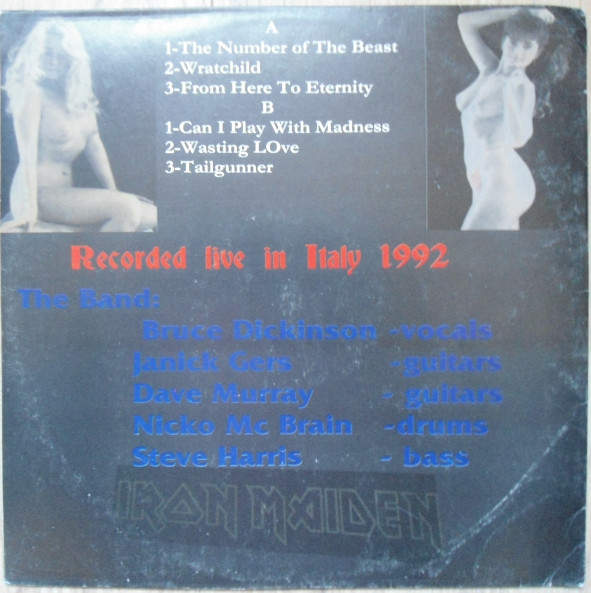 A
1-The Number of The Beast
2-Wratchild
3-From Here To Eternity
B
1-Can I Play With Madness
2-Wasting LOve
3-Tailgunner
Recorded live in Italy 1992
The Band:
Bruce Dickinson -vocals
Janick Gers -guitars
Dave Murray - guitars
Nicko Mc Brain -drums
Steve Harris - bass
IRON MAIDEN